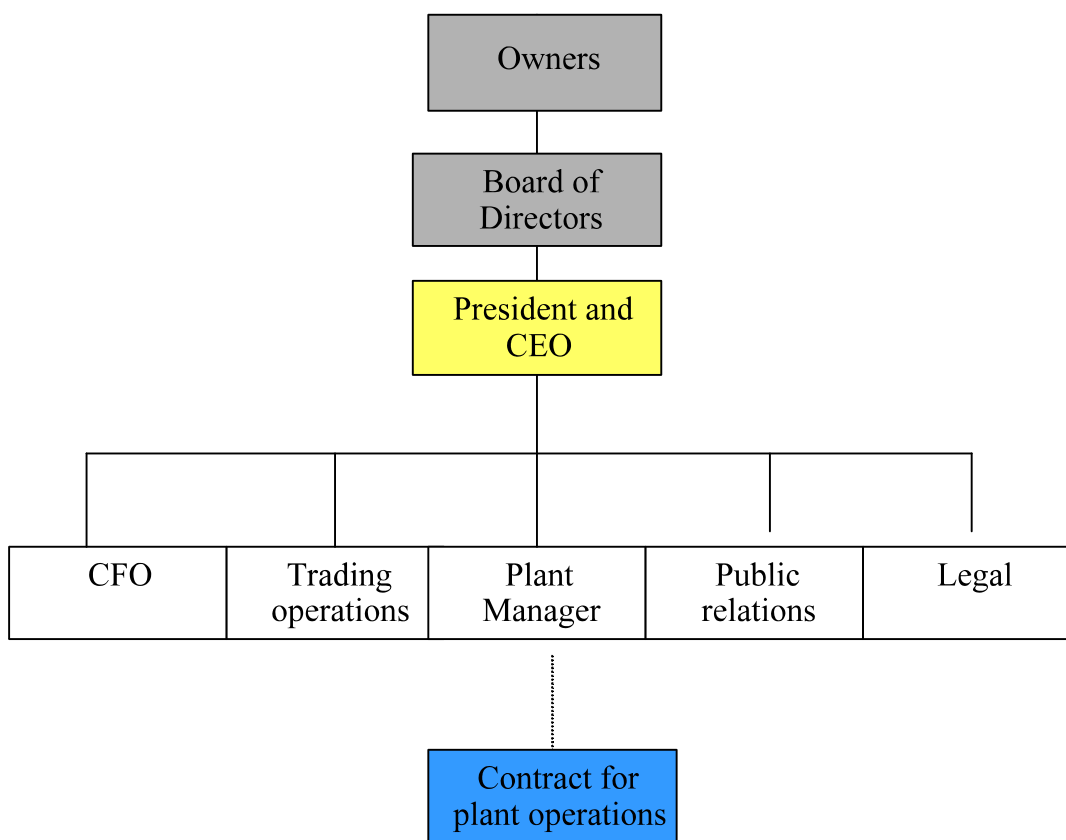 Owners
Board of
Directors
President and
CEO
CFO
Trading
operations
Plant
Manager
Public
relations
Legal
Contract for
plant operations